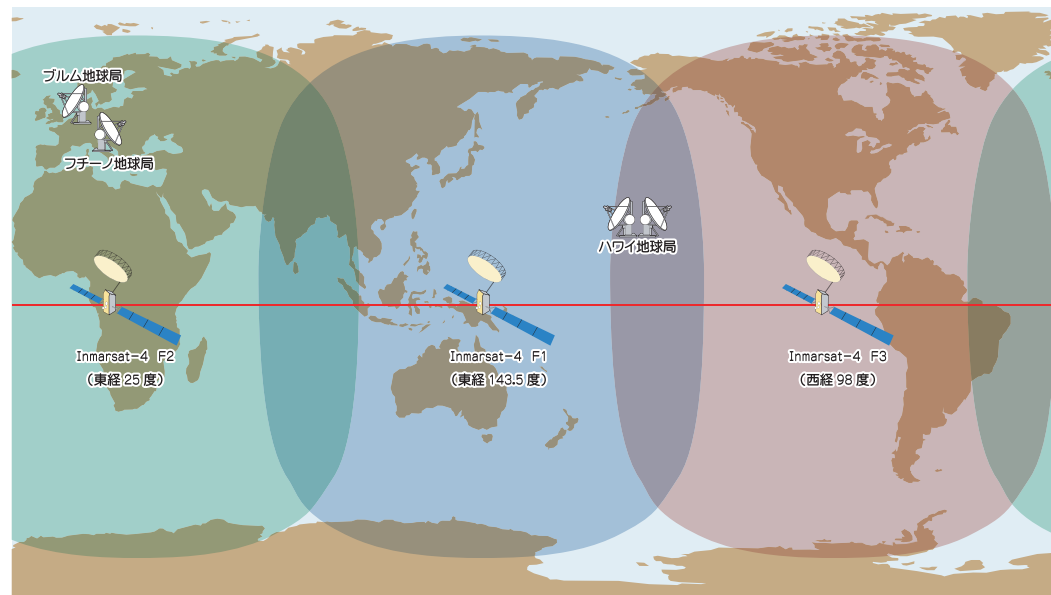 ブルム地球局
フチーノ地球局
ハワイ地球局
Inmarsat-4 F2
（東経 25 度）
Inmarsat-4 F1
（東経 143.5 度）
Inmarsat-4 F3
（西経 98 度）